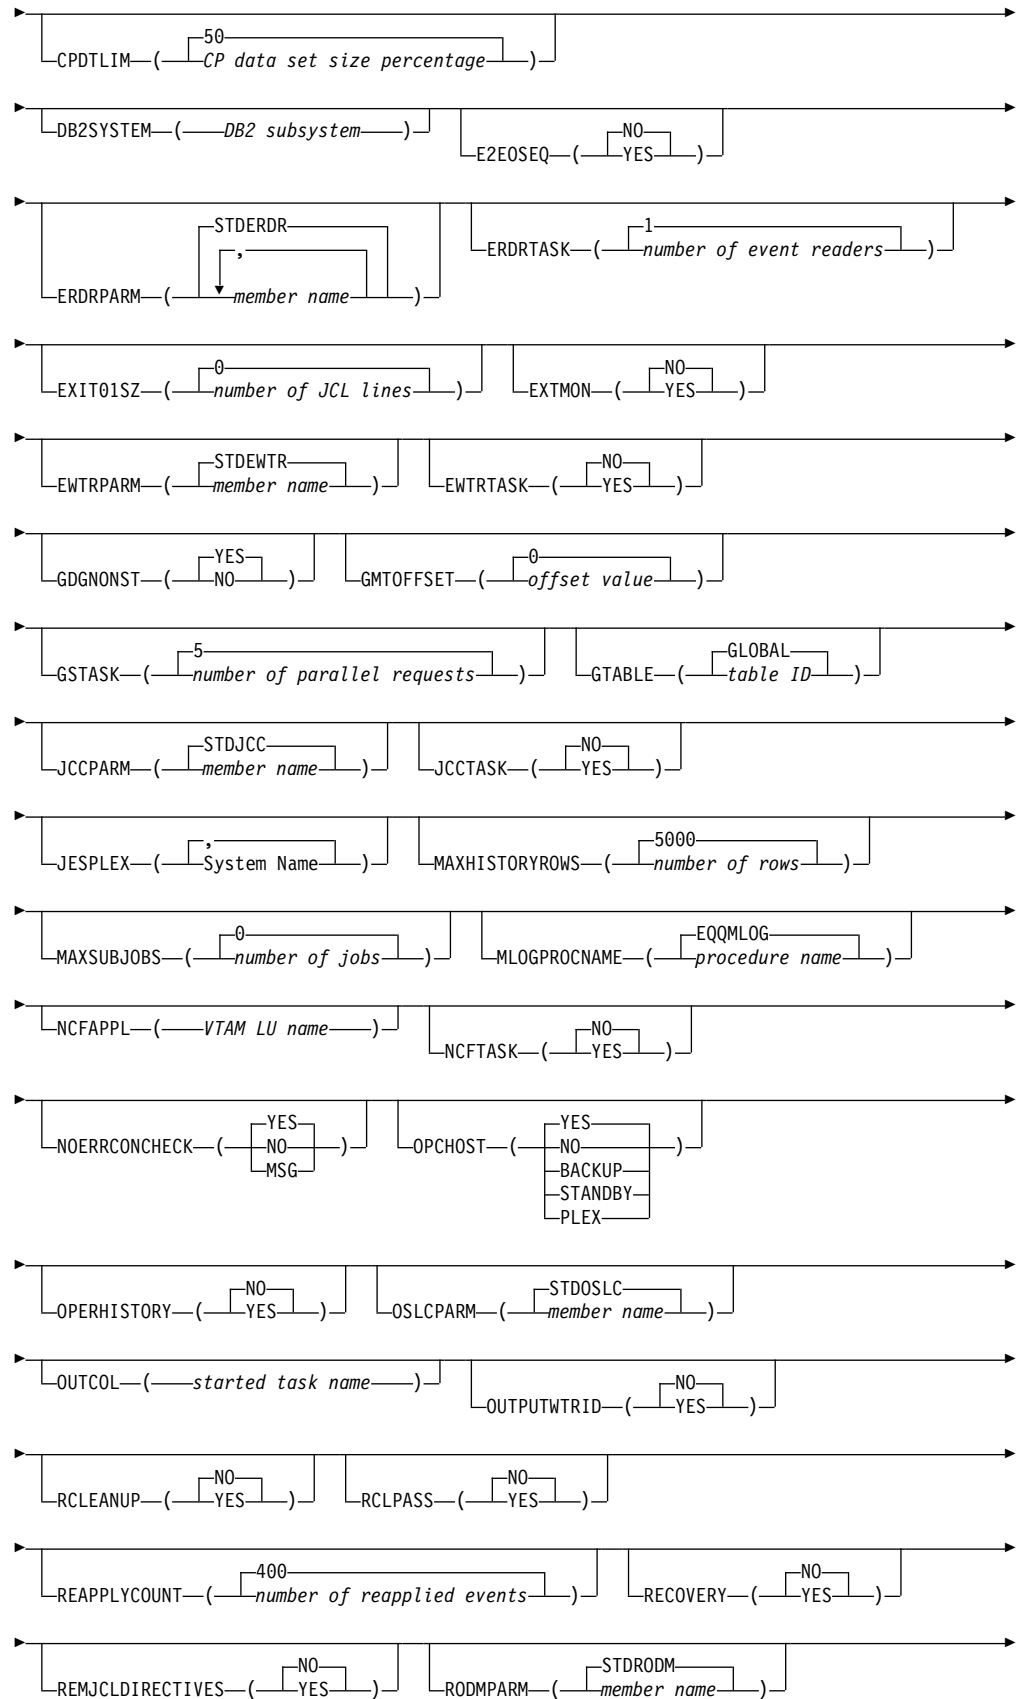 50
CPDTLIM ( CP data set size percentage )
NO
DB2SYSTEM ( DB2 subsystem ) E2EOSEQ ( YES )
STDERDR 1
, ERDRTASK ( number of event readers )
ERDRPARM ( member name )
0 NO
EXIT01SZ ( number of JCL lines ) EXTMON ( YES )
STDEWTR NO
EWTRPARM ( member name ) EWTRTASK ( YES )
YES 0
GDGNONST ( NO ) GMTOFFSET ( offset value )
5 GLOBAL
GSTASK ( number of parallel requests ) GTABLE ( table ID )
STDJCC NO
JCCPARM ( member name ) JCCTASK ( YES )
, 5000
JESPLEX ( System Name ) MAXHISTORYROWS ( number of rows )
0 EQQMLOG
MAXSUBJOBS ( number of jobs ) MLOGPROCNAME ( procedure name )
NO
NCFAPPL ( VTAM LU name ) NCFTASK ( YES )
YES YES
NOERRCONCHECK ( NO ) OPCHOST ( NO )
MSG BACKUP
STANDBY
PLEX
NO STDOSLC
OPERHISTORY ( YES ) OSLCPARM ( member name )
NO
OUTCOL ( started task name ) OUTPUTWTRID ( YES )
NO NO
RCLEANUP ( YES ) RCLPASS ( YES )
400 NO
REAPPLYCOUNT ( number of reapplied events ) RECOVERY ( YES )
NO STDRODM
REMJCLDIRECTIVES ( YES ) RODMPARM ( member name )